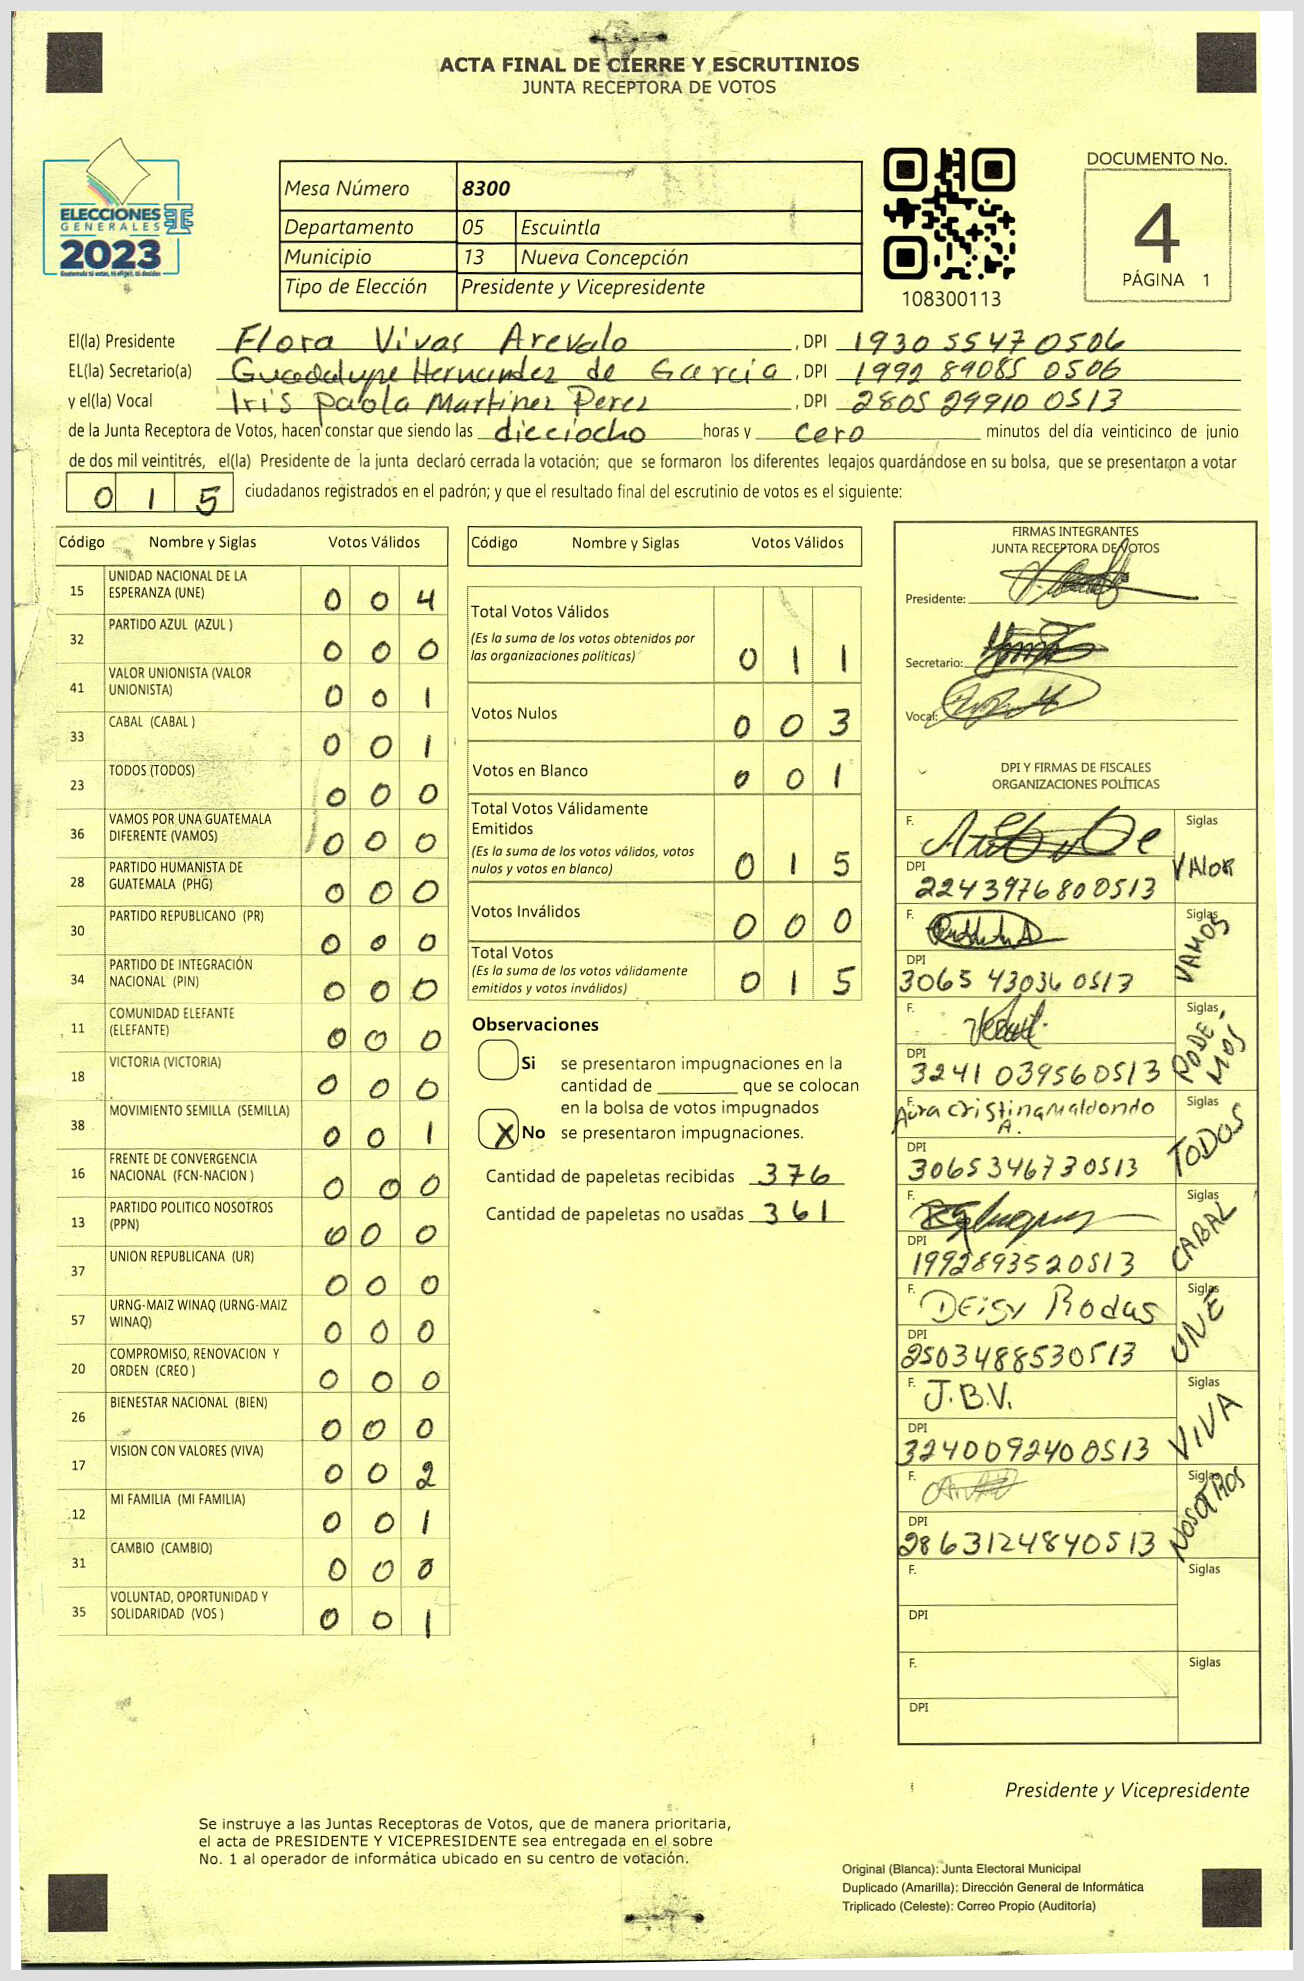 ACTA FINAL DE CIERRE Y ESCRUTINIOS
JUNTA RECEPTORA DE VOTOS
ELECCIONES
GENERALES
2023
Mesa Número 8300
Departamento 05 Escuintla
Municipio 13 Nueva Concepción
Tipo de Elección Presidente y Vicepresidente
108300113
DOCUMENTO No.
4
PÁGINA 1
El(la) Presidente Flora Vivas Arevalo, DPI 1930 55470506
EL(la) Secretario(a) Guadalupe Hernandez de Garcia, DPI 1992 89085 0506
y el(la) Vocal Iris Paola Martinez Perez, DPI 2805 29910 0513
de la Junta Receptora de Votos, hacen constar que siendo las dieciocho horas y cero minutos del día veinticinco de junio
de dos mil veintitrés, el(la) Presidente de la junta declaró cerrada la votación; que se formaron los diferentes legajos guardándose en su bolsa, que se presentaron a votar
0 1 5 ciudadanos registrados en el padrón; y que el resultado final del escrutinio de votos es el siguiente:
Código Nombre y Siglas Votos Válidos
15 UNIDAD NACIONAL DE LA ESPERANZA (UNE) 0 0 4
32 PARTIDO AZUL (AZUL ) 0 0 0
41 VALOR UNIONISTA (VALOR UNIONISTA) 0 0 1
33 CABAL (CABAL ) 0 0 1
23 TODOS (TODOS) 0 0 0
36 VAMOS POR UNA GUATEMALA DIFERENTE (VAMOS) 0 0 0
28 PARTIDO HUMANISTA DE GUATEMALA (PHG) 0 0 0
30 PARTIDO REPUBLICANO (PR) 0 0 0
34 PARTIDO DE INTEGRACIÓN NACIONAL (PIN) 0 0 0
11 COMUNIDAD ELEFANTE (ELEFANTE) 0 0 0
18 VICTORIA (VICTORIA) 0 0 0
38 MOVIMIENTO SEMILLA (SEMILLA) 0 0 1
16 FRENTE DE CONVERGENCIA NACIONAL (FCN-NACION ) 0 0 0
13 PARTIDO POLITICO NOSOTROS (PPN) 0 0 0
37 UNION REPUBLICANA (UR) 0 0 0
57 URNG-MAIZ WINAQ (URNG-MAIZ WINAQ) 0 0 0
20 COMPROMISO, RENOVACION Y ORDEN (CREO ) 0 0 0
26 BIENESTAR NACIONAL (BIEN) 0 0 0
17 VISION CON VALORES (VIVA) 0 0 2
12 MI FAMILIA (MI FAMILIA) 0 0 1
31 CAMBIO (CAMBIO) 0 0 0
35 VOLUNTAD, OPORTUNIDAD Y SOLIDARIDAD (VOS ) 0 0 1
Código Nombre y Siglas Votos Válidos
Total Votos Válidos
(Es la suma de los votos obtenidos por
las organizaciones políticas) 0 1 1
Votos Nulos 0 0 3
Votos en Blanco 0 0 1
Total Votos Válidamente
Emitidos
(Es la suma de los votos válidos, votos
nulos y votos en blanco) 0 1 5
Votos Inválidos 0 0 0
Total Votos
(Es la suma de los votos válidamente
emitidos y votos inválidos) 0 1 5
Observaciones
Si se presentaron impugnaciones en la
cantidad de ________ que se colocan
en la bolsa de votos impugnados
X No se presentaron impugnaciones.
Cantidad de papeletas recibidas 376
Cantidad de papeletas no usadas 361
FIRMAS INTEGRANTES
JUNTA RECEPTORA DE VOTOS
Presidente:
Secretario:
Vocal:
DPI Y FIRMAS DE FISCALES
ORGANIZACIONES POLÍTICAS
F. Siglas VALOR
DPI 2243976800513
F. Siglas VAMOS
DPI 3065 43036 0513
F. Siglas PODE-MOS
DPI 3241 039560513
F. Aura Cristina Maldondo A. Siglas TODOS
DPI 3065346730513
F. Siglas CABAL
DPI 1992893520513
F. DEisy Rodas Siglas UNE
DPI 2503488530513
F. J.B.V. Siglas VIVA
DPI 3240092400513
F. Siglas NOSOTROS
DPI 2863124840513
F. Siglas
DPI
F. Siglas
DPI
Presidente y Vicepresidente
Se instruye a las Juntas Receptoras de Votos, que de manera prioritaria,
el acta de PRESIDENTE Y VICEPRESIDENTE sea entregada en el sobre
No. 1 al operador de informática ubicado en su centro de votación.
Original (Blanca): Junta Electoral Municipal
Duplicado (Amarilla): Dirección General de Informática
Triplicado (Celeste): Correo Propio (Auditoría)